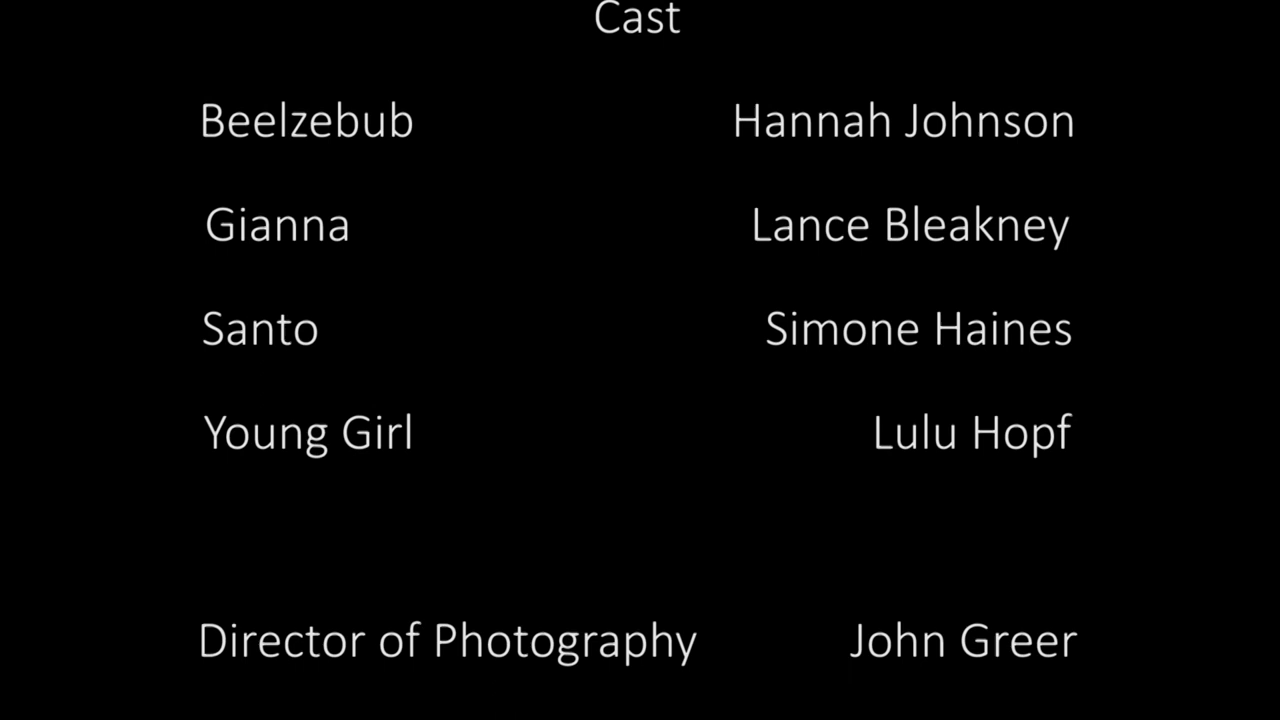 Cast
Beelzebub Hannah Johnson
Gianna Lance Bleakney
Santo Simone Haines
Young Girl Lulu Hopf
Director of Photography John Greer